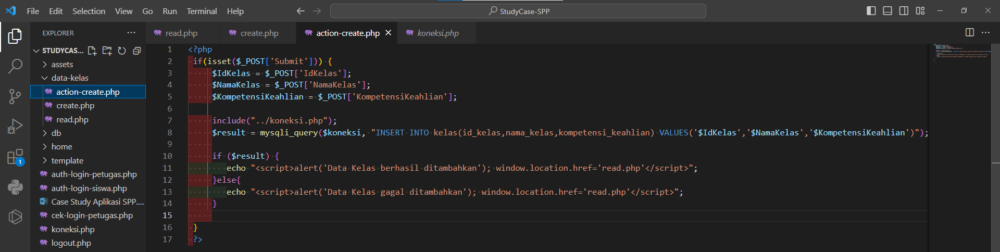 File Edit Selection View Go Run Terminal Help
StudyCase-SPP
EXPLORER
STUDYCAS...
assets
data-kelas
action-create.php
create.php
read.php
db
home
template
auth-login-petugas.php
auth-login-siswa.php
Case Study Aplikasi SPP....
cek-login-petugas.php
koneksi.php
logout.php
1
read.php create.php action-create.php koneksi.php
1 <?php
2 if(isset($_POST['Submit'])) {
3 $IdKelas = $_POST['IdKelas'];
4 $NamaKelas = $_POST['NamaKelas'];
5 $KompetensiKeahlian = $_POST['KompetensiKeahlian'];
6
7 include("../koneksi.php");
8 $result = mysqli_query($koneksi, "INSERT INTO kelas(id_kelas,nama_kelas,kompetensi_keahlian) VALUES('$IdKelas','$NamaKelas','$KompetensiKeahlian')");
9
10 if ($result) {
11 echo "<script>alert('Data Kelas berhasil ditambahkan'); window.location.href='read.php'</script>";
12 }else{
13 echo "<script>alert('Data Kelas gagal ditambahkan'); window.location.href='read.php'</script>";
14 }
15
16 }
17 ?>